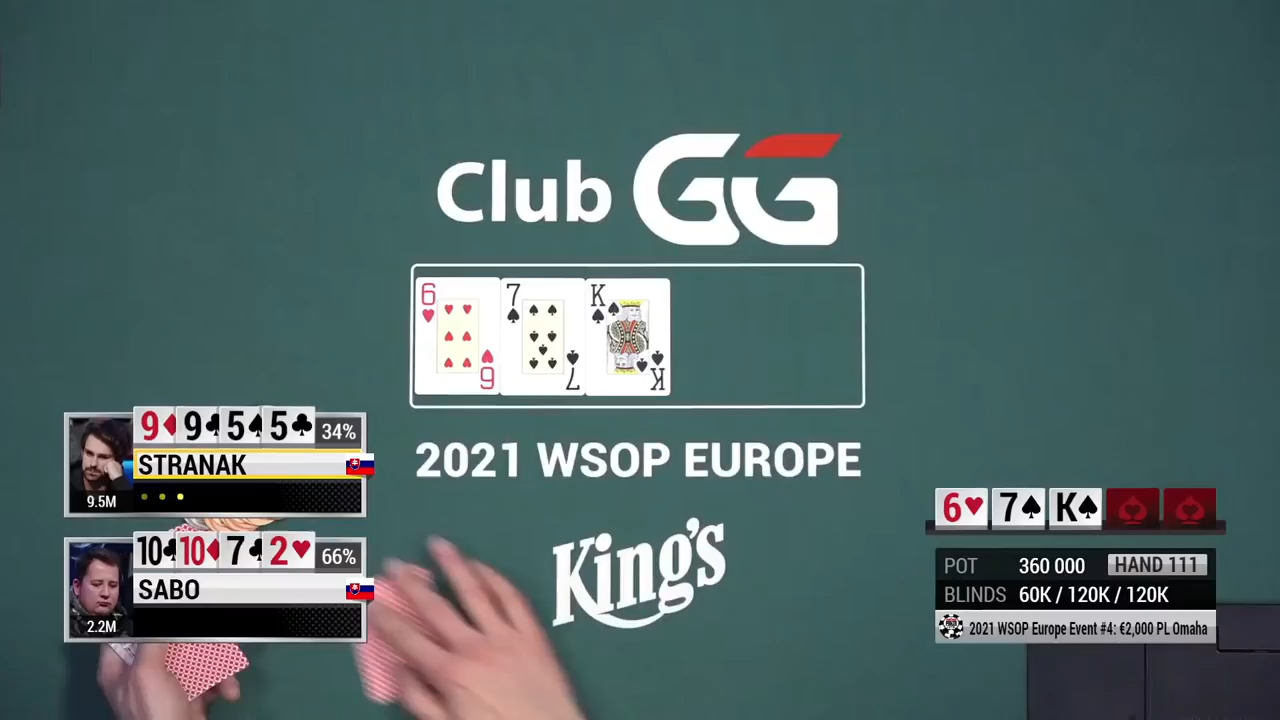 Club GG
6 7 K
6 7 K
2021 WSOP EUROPE
King's
9♦ 9♣ 5♠ 5♣ 34%
STRANAK
9.5M
10♣ 10♦ 7♣ 2♥ 66%
SABO
2.2M
6♥ 7♠ K♠
POT 360 000 HAND 111
BLINDS 60K / 120K / 120K
2021 WSOP Europe Event #4: €2,000 PL Omaha